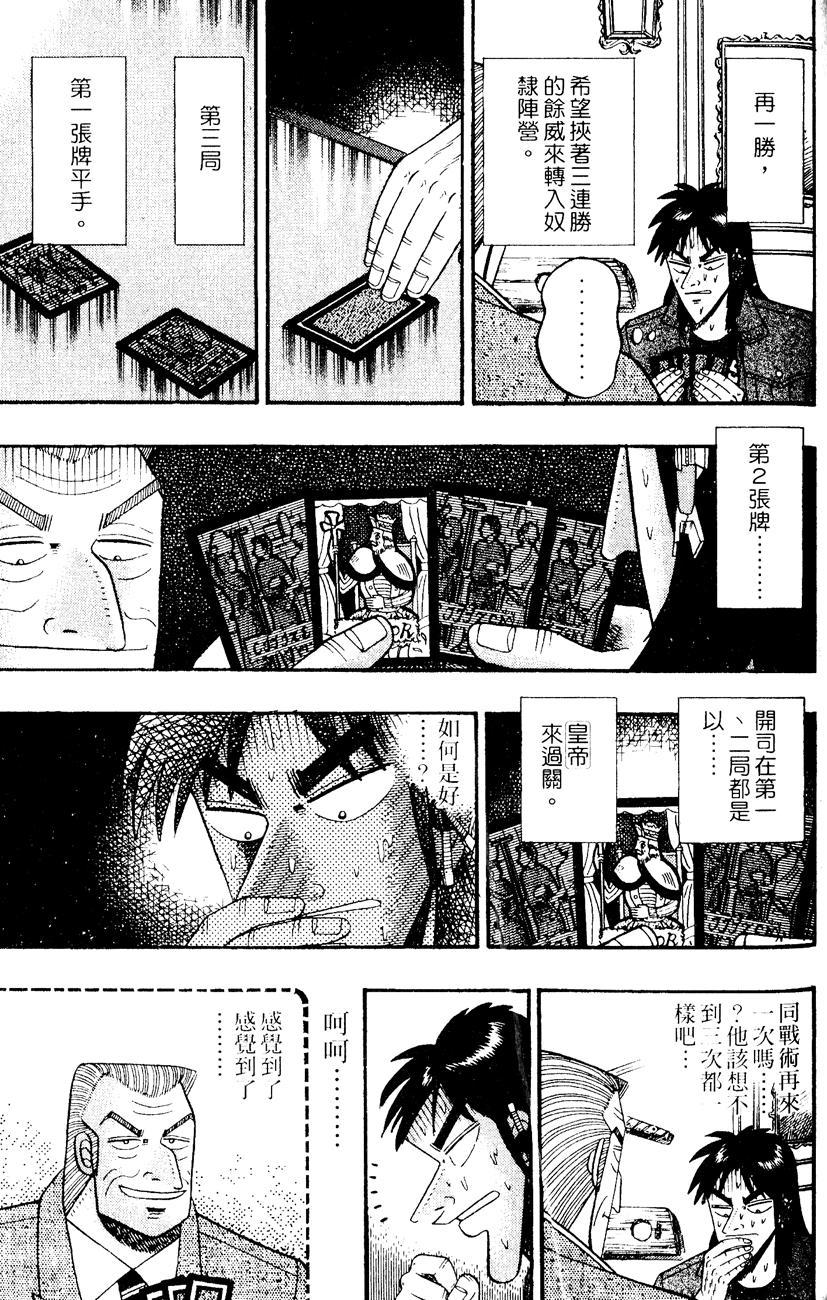 再一勝，
希望挾著三連勝
的餘威來轉入奴
隸陣營。
………
第三局
第一張牌平手。
第2張牌……
開司在第一
、二局都是
以……
皇帝
來過關。
如何是好
……？
同戰術再來
一次嗎……
？他該想不
到三次都一
樣吧…
呵呵………
感覺到了
感覺到了
………